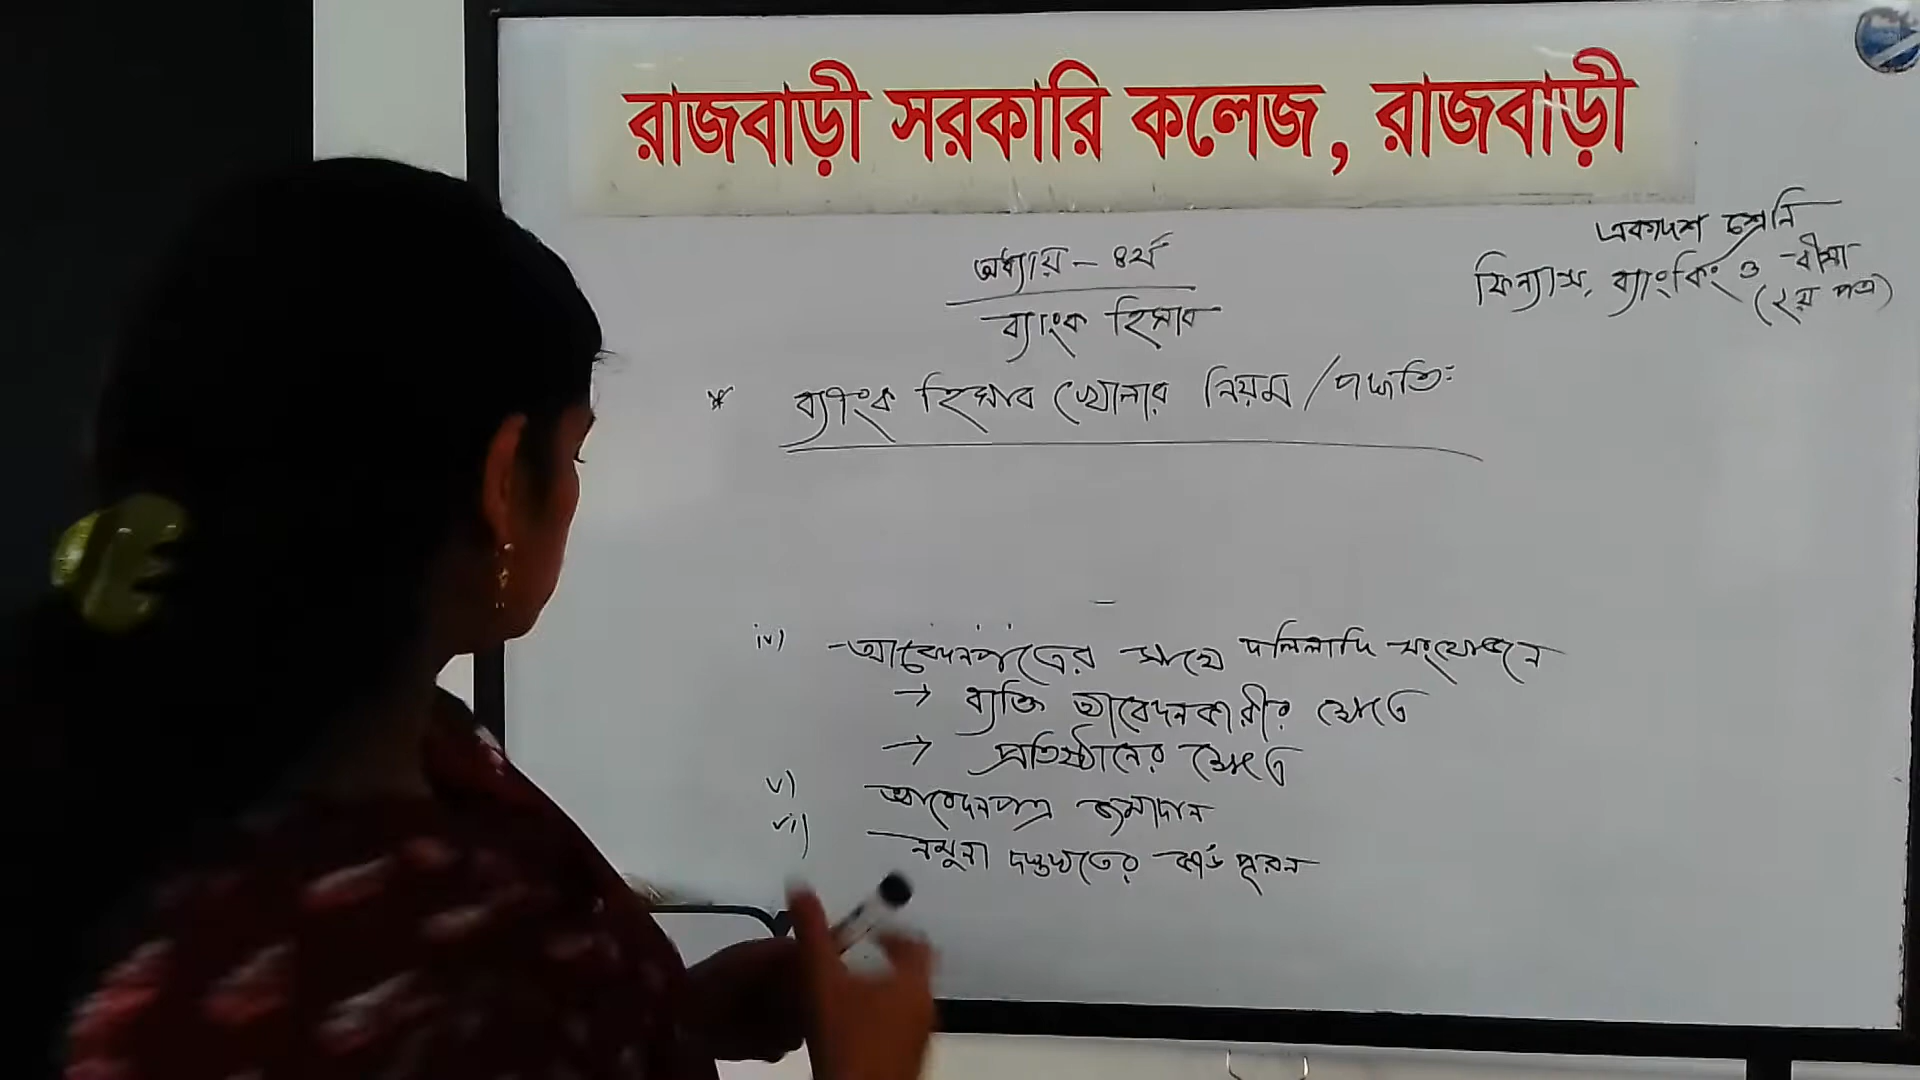 রাজবাড়ী সরকারি কলেজ, রাজবাড়ী
একাদশ শ্রেনি
ফিন্যান্স, ব্যাংকিং ও বীমা
(২য় পত্র)
অধ্যায় - ৪র্থ
ব্যাংক হিসাব
* ব্যাংক হিসাব খোলার নিয়ম / পদ্ধতিঃ
iv) আবেদনপত্রের সাথে দলিলাদি সংযোজন
→ ব্যক্তি আবেদনকারীর ক্ষেত্রে
→ প্রতিষ্ঠানের ক্ষেত্রে
v) আবেদনপত্র জমাদান
vi) নমুনা দস্তখতের কার্ড পূরন